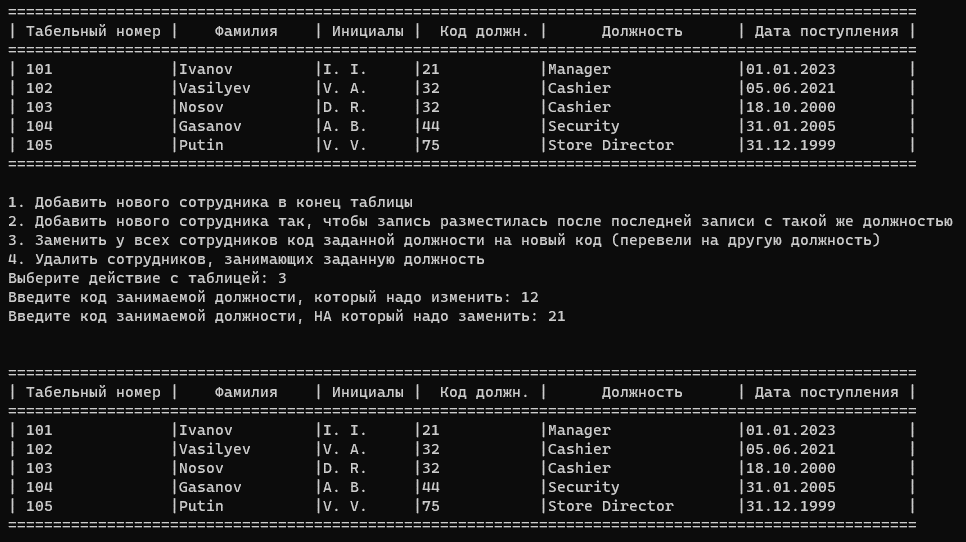 =====================================================================================================
| Табельный номер |    Фамилия    | Инициалы |  Код должн. |      Должность      | Дата поступления |
=====================================================================================================
| 101             |Ivanov         |I. I.     |21           |Manager              |01.01.2023        |
| 102             |Vasilyev       |V. A.     |32           |Cashier              |05.06.2021        |
| 103             |Nosov          |D. R.     |32           |Cashier              |18.10.2000        |
| 104             |Gasanov        |A. B.     |44           |Security             |31.01.2005        |
| 105             |Putin          |V. V.     |75           |Store Director       |31.12.1999        |
=====================================================================================================
1. Добавить нового сотрудника в конец таблицы
2. Добавить нового сотрудника так, чтобы запись разместилась после последней записи с такой же должностью
3. Заменить у всех сотрудников код заданной должности на новый код (перевели на другую должность)
4. Удалить сотрудников, занимающих заданную должность
Выберите действие с таблицей: 3
Введите код занимаемой должности, который надо изменить: 12
Введите код занимаемой должности, НА который надо заменить: 21
=====================================================================================================
| Табельный номер |    Фамилия    | Инициалы |  Код должн. |      Должность      | Дата поступления |
=====================================================================================================
| 101             |Ivanov         |I. I.     |21           |Manager              |01.01.2023        |
| 102             |Vasilyev       |V. A.     |32           |Cashier              |05.06.2021        |
| 103             |Nosov          |D. R.     |32           |Cashier              |18.10.2000        |
| 104             |Gasanov        |A. B.     |44           |Security             |31.01.2005        |
| 105             |Putin          |V. V.     |75           |Store Director       |31.12.1999        |
=====================================================================================================